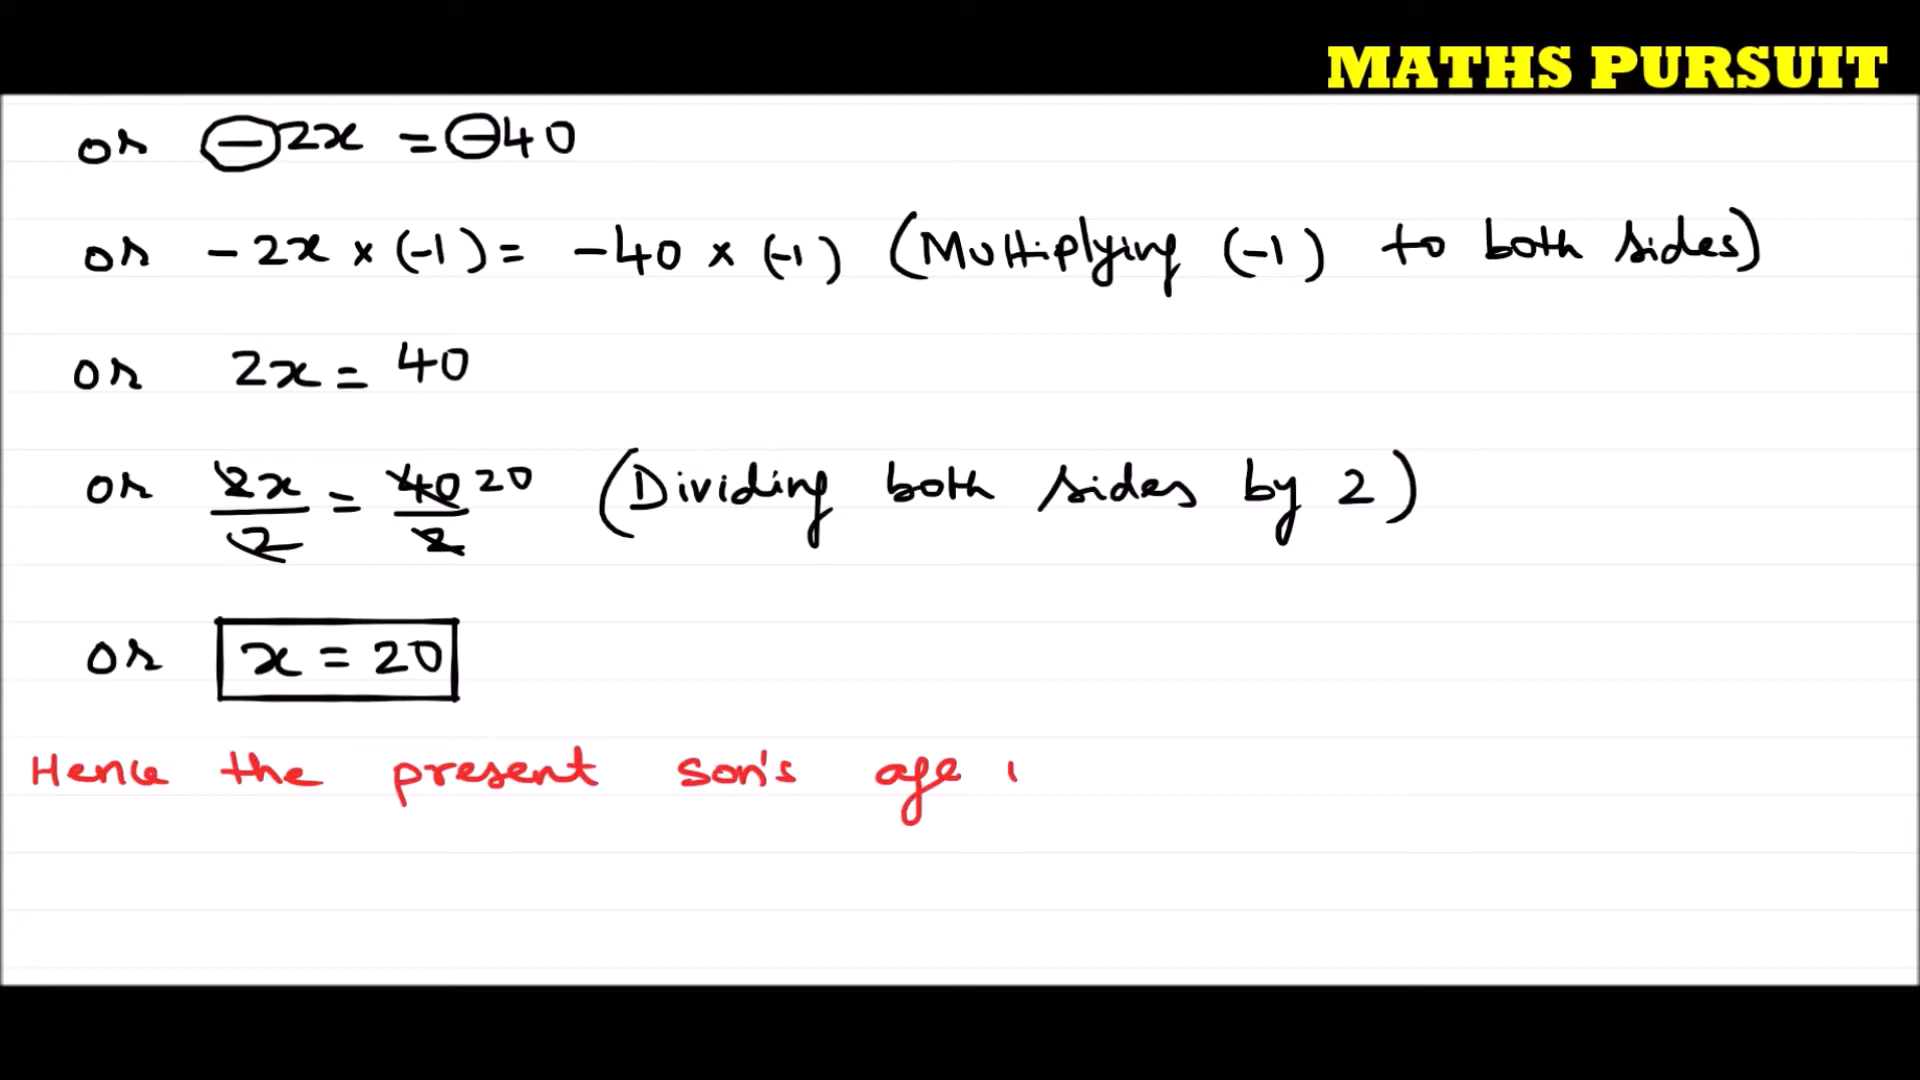 MATHS PURSUIT
or -2x = -40
or -2x × (-1) = -40 × (-1) (Multiplying (-1) to both sides)
or 2x = 40
or 2x/2 = 40/2 20 (Dividing both sides by 2)
or x = 20
Hence the present son's age